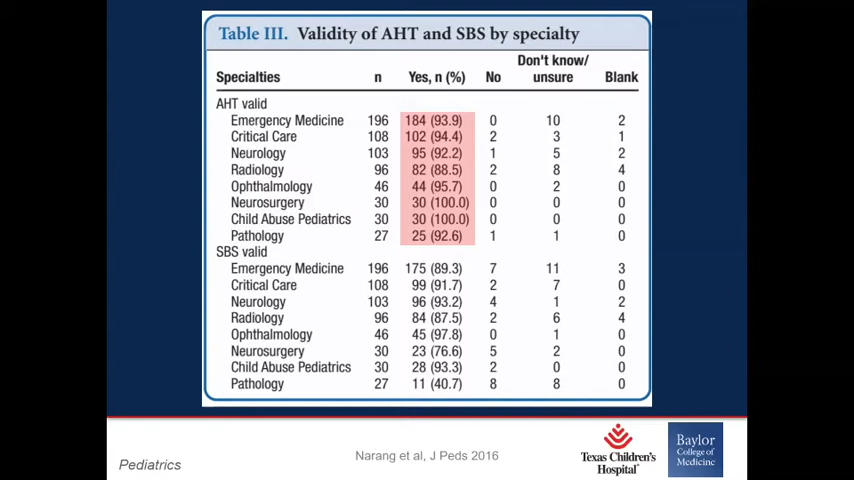 Table III. Validity of AHT and SBS by specialty
Specialties n Yes, n (%) No Don't know/ unsure Blank
AHT valid
Emergency Medicine 196 184 (93.9) 0 10 2
Critical Care 108 102 (94.4) 2 3 1
Neurology 103 95 (92.2) 1 5 2
Radiology 96 82 (88.5) 2 8 4
Ophthalmology 46 44 (95.7) 0 2 0
Neurosurgery 30 30 (100.0) 0 0 0
Child Abuse Pediatrics 30 30 (100.0) 0 0 0
Pathology 27 25 (92.6) 1 1 0
SBS valid
Emergency Medicine 196 175 (89.3) 7 11 3
Critical Care 108 99 (91.7) 2 7 0
Neurology 103 96 (93.2) 4 1 2
Radiology 96 84 (87.5) 2 6 4
Ophthalmology 46 45 (97.8) 0 1 0
Neurosurgery 30 23 (76.6) 5 2 0
Child Abuse Pediatrics 30 28 (93.3) 2 0 0
Pathology 27 11 (40.7) 8 8 0
Pediatrics
Narang et al, J Peds 2016
Texas Children's
Hospital
Baylor
College of
Medicine